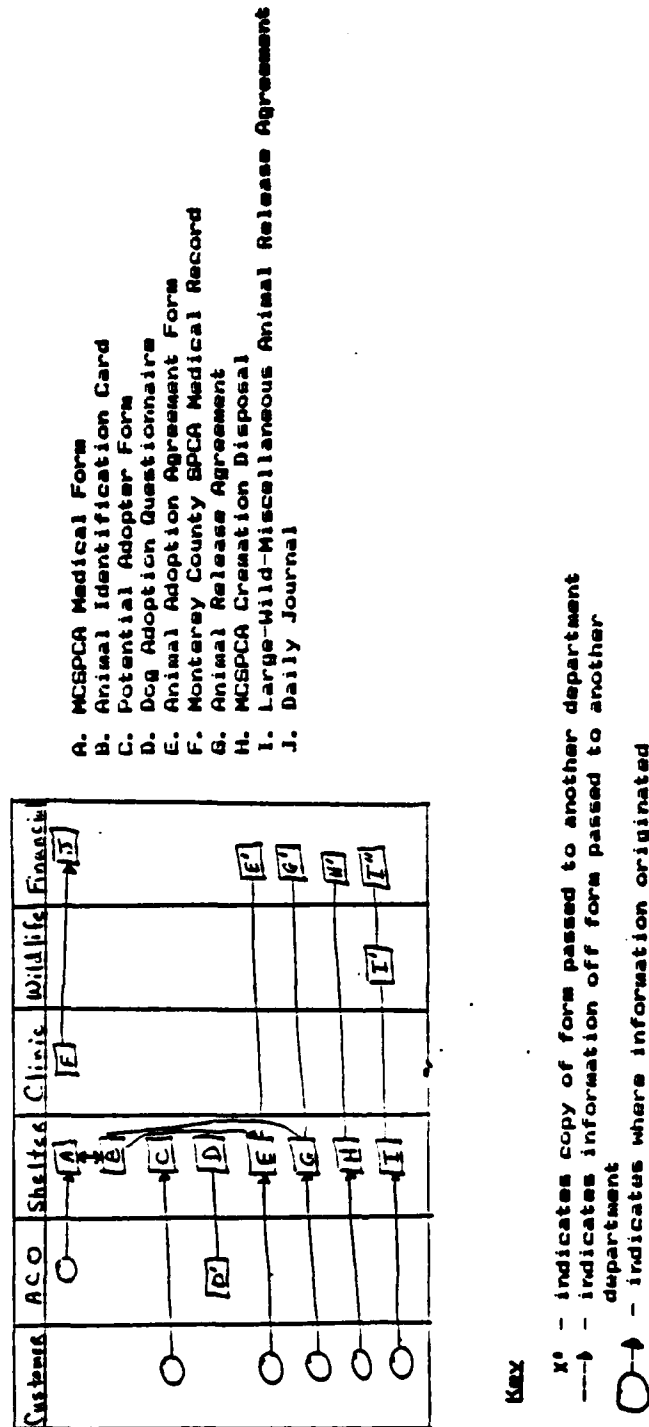 Customer ACO Shelter Clinic Wildlife Financial
A F J
B
C
D' D
E E'
G G'
H H'
I I' I"
A. MCSPCA Medical Form
B. Animal Identification Card
C. Potential Adopter Form
D. Dog Adoption Questionnaire
E. Animal Adoption Agreement Form
F. Monterey County SPCA Medical Record
G. Animal Release Agreement
H. MCSPCA Cremation Disposal
I. Large-Wild-Miscellaneous Animal Release Agreement
J. Daily Journal
Key
X' - indicates copy of form passed to another department
- indicates information off form passed to another
department
- indicates where information originated